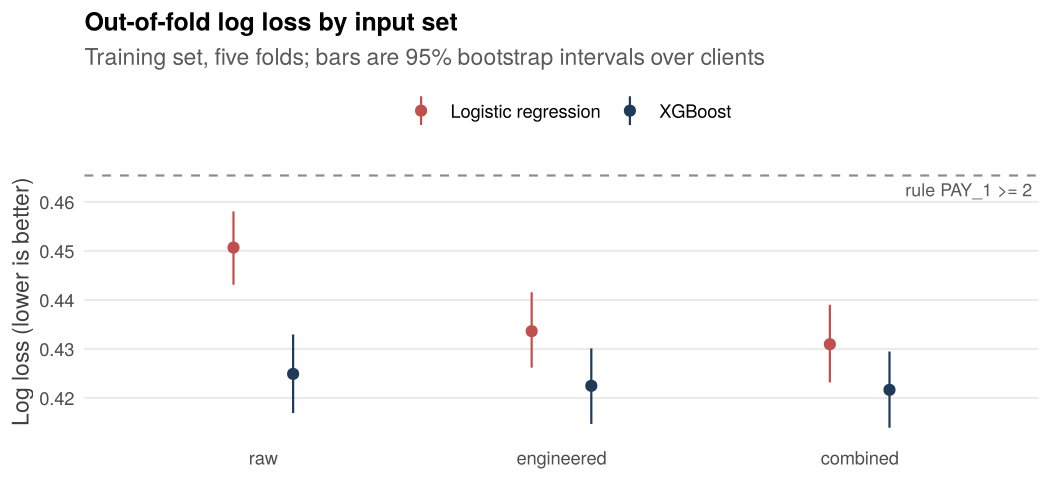 Out-of-fold log loss by input set
Training set, five folds; bars are 95% bootstrap intervals over clients
Logistic regression
XGBoost
Log loss (lower is better)
rule PAY_1 >= 2
0.46
0.45
0.44
0.43
0.42
raw
engineered
combined